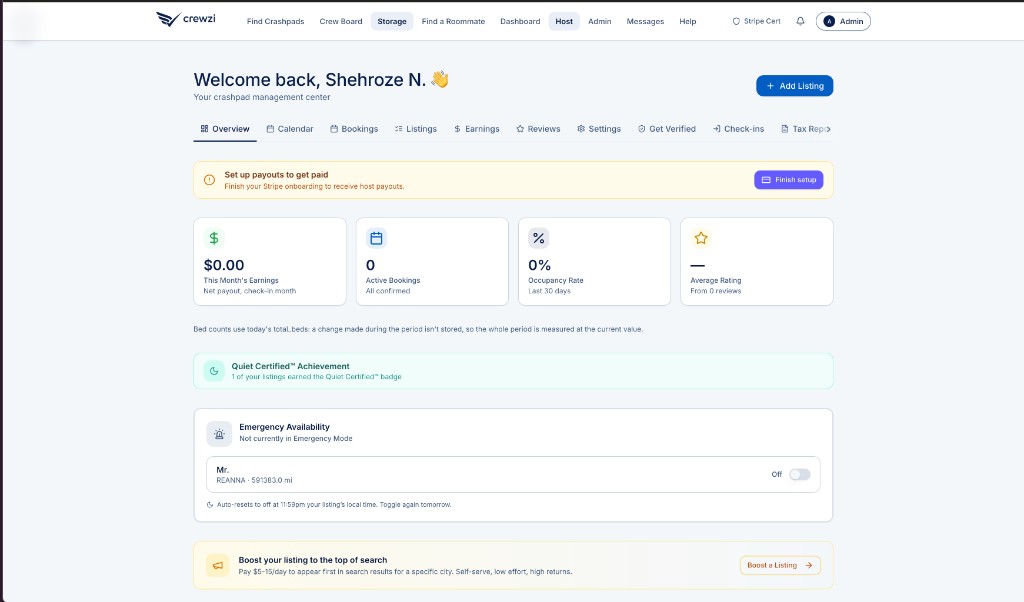 crewzi
Find Crashpads
Crew Board
Storage
Find a Roommate
Dashboard
Host
Admin
Messages
Help
Stripe Cert
A
Admin
Welcome back, Shehroze N. 👋
Your crashpad management center
+ Add Listing
Overview
Calendar
Bookings
Listings
Earnings
Reviews
Settings
Get Verified
Check-ins
Tax Repo
Set up payouts to get paid
Finish your Stripe onboarding to receive host payouts.
Finish setup
$0.00
This Month's Earnings
Net payout, check-in month
0
Active Bookings
All confirmed
0%
Occupancy Rate
Last 30 days
—
Average Rating
From 0 reviews
Bed counts use today's total_beds: a change made during the period isn't stored, so the whole period is measured at the current value.
Quiet Certified™ Achievement
1 of your listings earned the Quiet Certified™ badge
Emergency Availability
Not currently in Emergency Mode
Mr.
REANNA · 591383.0 mi
Off
Auto-resets to off at 11:59pm your listing's local time. Toggle again tomorrow.
Boost your listing to the top of search
Pay $5-15/day to appear first in search results for a specific city. Self-serve, low effort, high returns.
Boost a Listing →